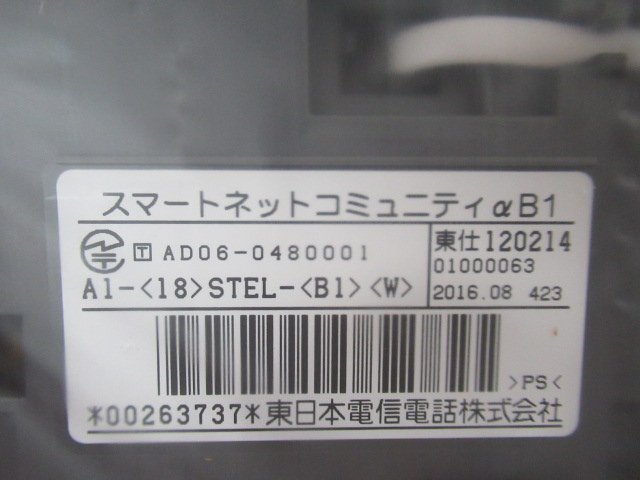 スマートネットコミュニティαB1
T AD06-0480001
東仕120214
01000063
A1-<18>STEL-<B1><W>
2016.08 423
>PS<
*00263737*東日本電信電話株式会社